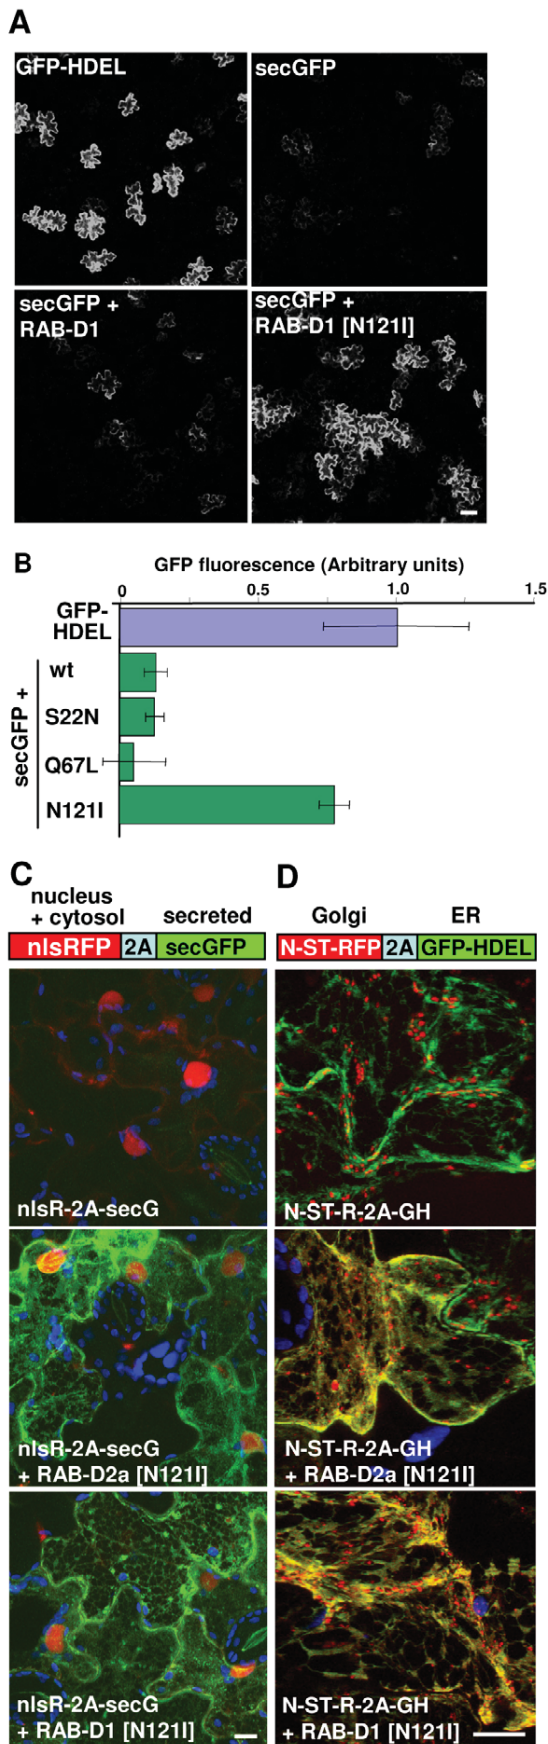 A
GFP-HDEL
secGFP
secGFP +
RAB-D1
secGFP +
RAB-D1 [N121I]
B
GFP fluorescence (Arbitrary units)
0
0.5
1.0
1.5
GFP-
HDEL
secGFP +
wt
S22N
Q67L
N121I
C
nucleus
+ cytosol
secreted
nlsRFP
2A
secGFP
nlsR-2A-secG
nlsR-2A-secG
+ RAB-D2a [N121I]
nlsR-2A-secG
+ RAB-D1 [N121I]
D
Golgi
ER
N-ST-RFP
2A
GFP-HDEL
N-ST-R-2A-GH
N-ST-R-2A-GH
+ RAB-D2a [N121I]
N-ST-R-2A-GH
+ RAB-D1 [N121I]